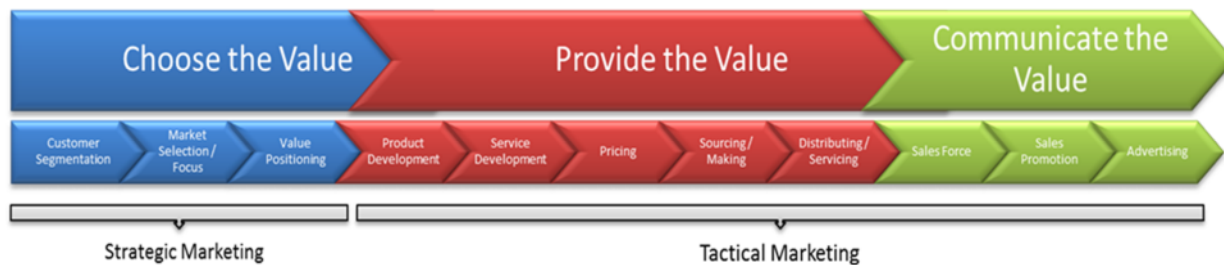 Choose the Value
Provide the Value
Communicate the
Value
Customer
Segmentation
Market
Selection /
Focus
Value
Positioning
Product
Development
Service
Development
Pricing
Sourcing/
Making
Distributing /
Servicing
Sales Force
Sales
Promotion
Advertising
Strategic Marketing
Tactical Marketing